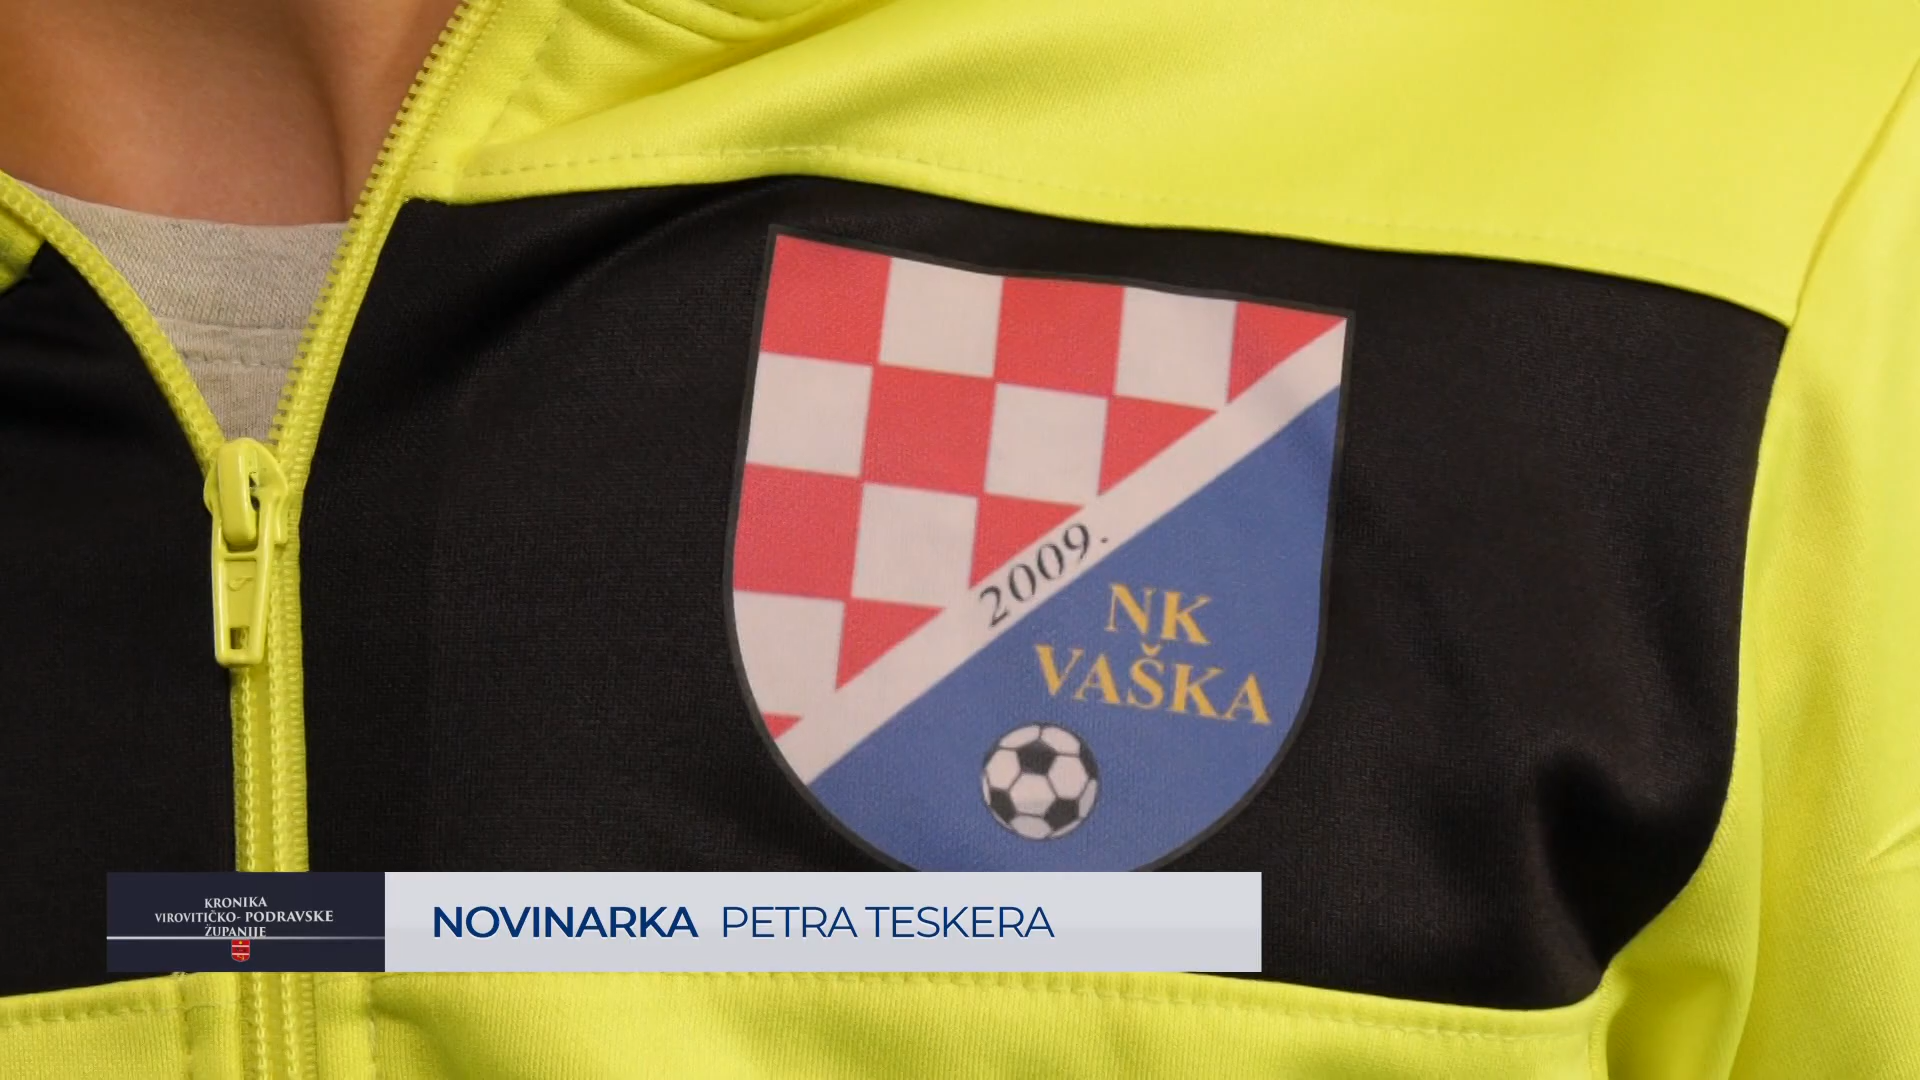 2009.
NK
VAŠKA
KRONIKA
VIROVITIČKO- PODRAVSKE
ŽUPANIJE
NOVINARKA PETRA TESKERA